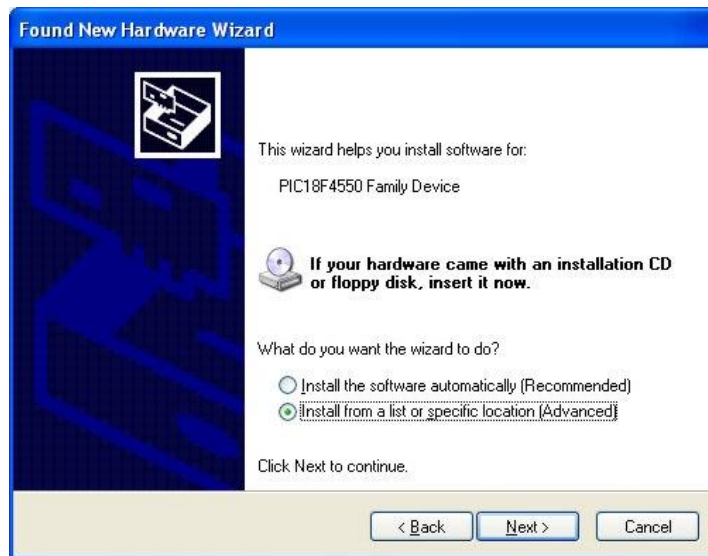 Found New Hardware Wizard
This wizard helps you install software for:
PIC18F4550 Family Device
If your hardware came with an installation CD
or floppy disk, insert it now.
What do you want the wizard to do?
Install the software automatically (Recommended)
Install from a list or specific location (Advanced)
Click Next to continue.
< Back
Next >
Cancel